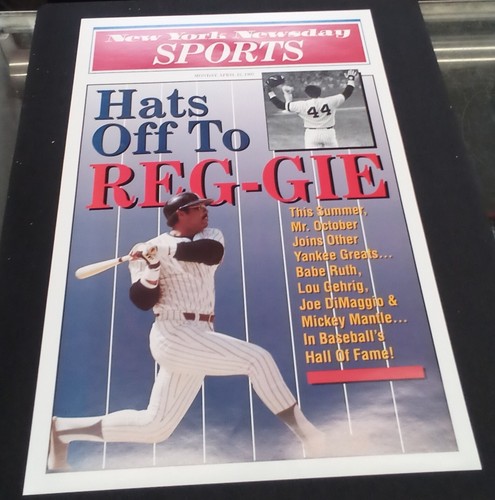 New York Newsday
SPORTS
Hats
Off To
REG-GIE
44
This Summer,
Mr. October
Joins Other
Yankee Greats...
Babe Ruth,
Lou Gehrig,
Joe DiMaggio &
Mickey Mantle...
In Baseball's
Hall Of Fame!